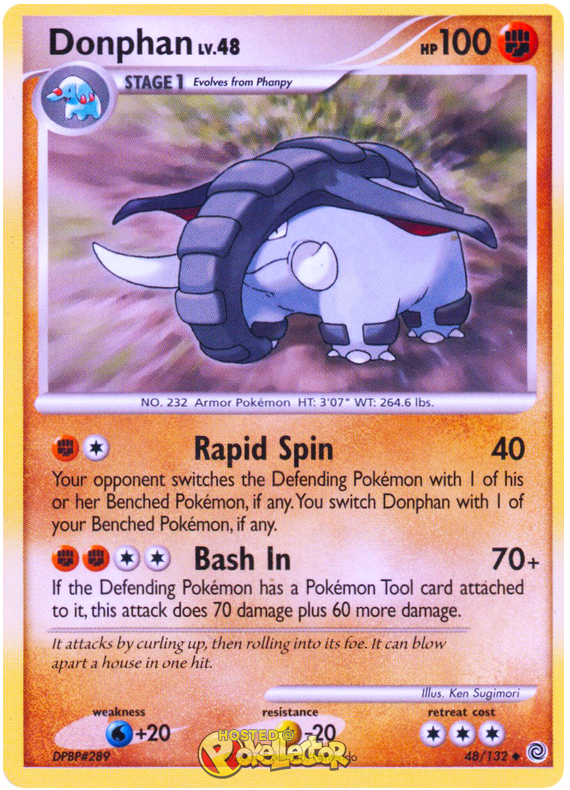 Donphan LV.48
HP 100
STAGE 1 Evolves from Phanpy
NO. 232 Armor Pokémon HT: 3'07" WT: 264.6 lbs.
Rapid Spin 40
Your opponent switches the Defending Pokémon with 1 of his
or her Benched Pokémon, if any. You switch Donphan with 1 of
your Benched Pokémon, if any.
Bash In 70+
If the Defending Pokémon has a Pokémon Tool card attached
to it, this attack does 70 damage plus 60 more damage.
It attacks by curling up, then rolling into its foe. It can blow
apart a house in one hit.
Illus. Ken Sugimori
weakness resistance retreat cost
+20 -20
HOSTED @
Pokellector
DPBP#289 48/132